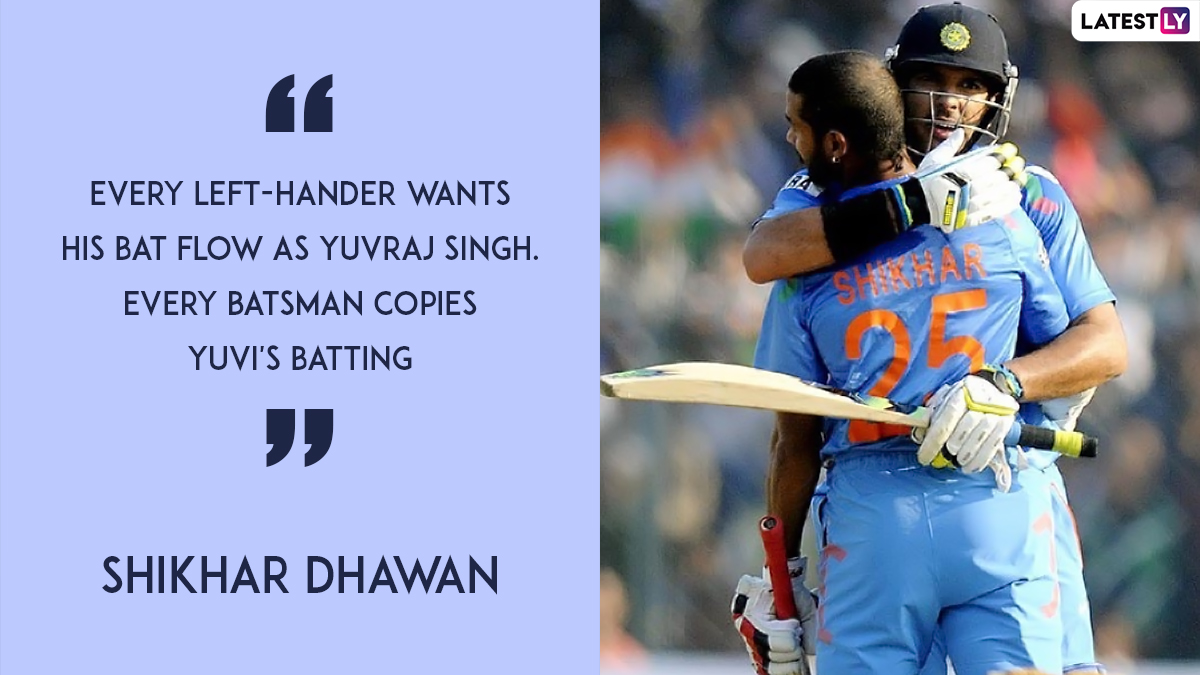 LATESTLY
“
EVERY LEFT-HANDER WANTS
HIS BAT FLOW AS YUVRAJ SINGH.
EVERY BATSMAN COPIES
YUVI'S BATTING
”
SHIKHAR DHAWAN
SHIKHAR
25